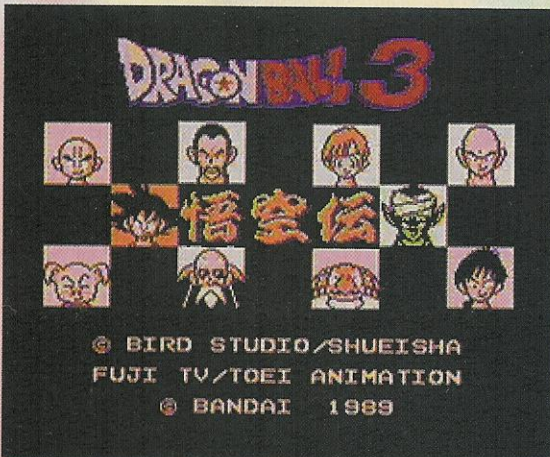 DRAGON BALL 3
悟空伝
© BIRD STUDIO/SHUEISHA
FUJI TV/TOEI ANIMATION
© BANDAI 1989